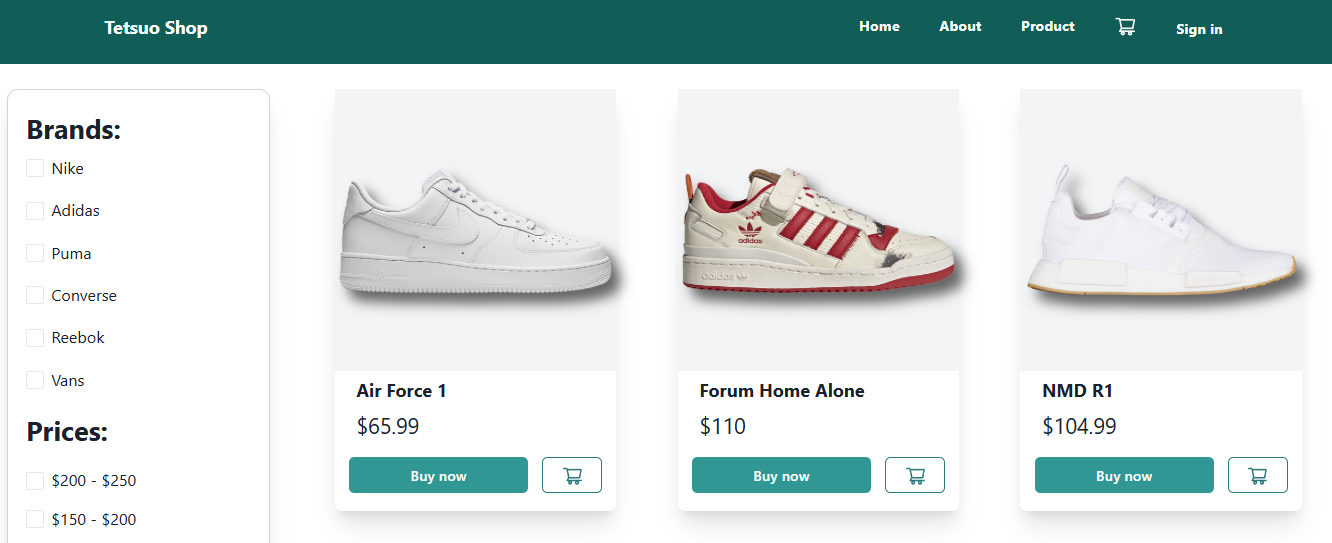 Tetsuo Shop
Home
About
Product
Sign in
Brands:
Nike
Adidas
Puma
Converse
Reebok
Vans
Prices:
$200 - $250
$150 - $200
adidas
adidas
Air Force 1
$65.99
Buy now
Forum Home Alone
$110
Buy now
NMD R1
$104.99
Buy now